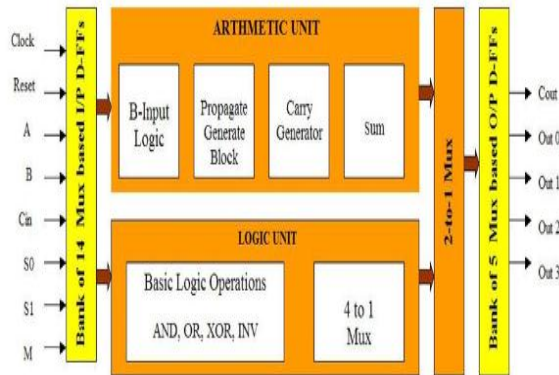 Clock
Reset
A
B
Cin
S0
S1
M
Bank of 14 Mux based I/P D-FFs
ARITHMETIC UNIT
B-Input
Logic
Propagate
Generate
Block
Carry
Generator
Sum
LOGIC UNIT
Basic Logic Operations
AND, OR, XOR, INV
4 to 1
Mux
2-to-1 Mux
Bank of 5 Mux based O/P D-FFs
Cout
Out 0
Out 1
Out 2
Out 3